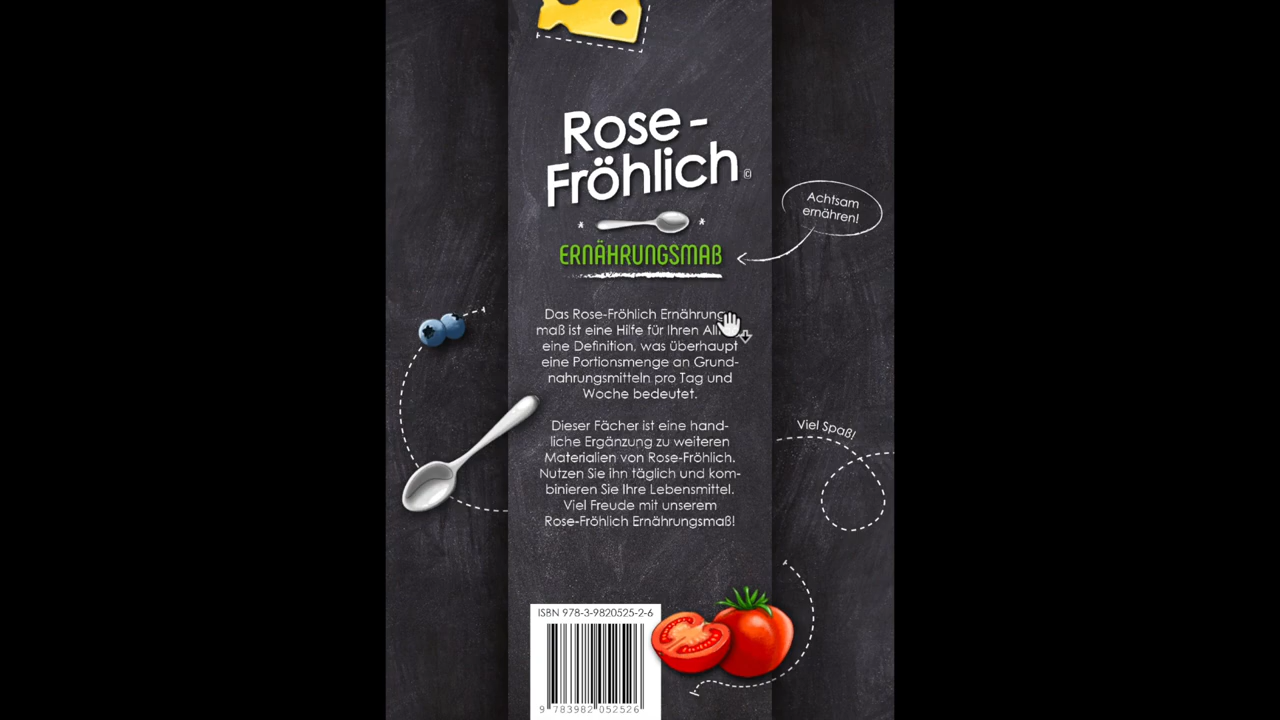 Rose-
Fröhlich
©
* *
ERNÄHRUNGSMAß
Achtsam
ernähren!
Das Rose-Fröhlich
maß ist eine Hilfe für Ihren
eine Definition, was überhaupt
eine Portionsmenge an Grund-
nahrungsmitteln pro Tag und
Woche bedeutet.
Dieser Fächer ist eine hand-
liche Ergänzung zu weiteren
Materialien von Rose-Fröhlich.
Nutzen Sie ihn täglich und kom-
binieren Sie Ihre Lebensmittel.
Viel Freude mit unserem
Rose-Fröhlich Ernährungsmaß!
Viel Spaß!
ISBN 978-3-9820525-2-6
9 783982 052526